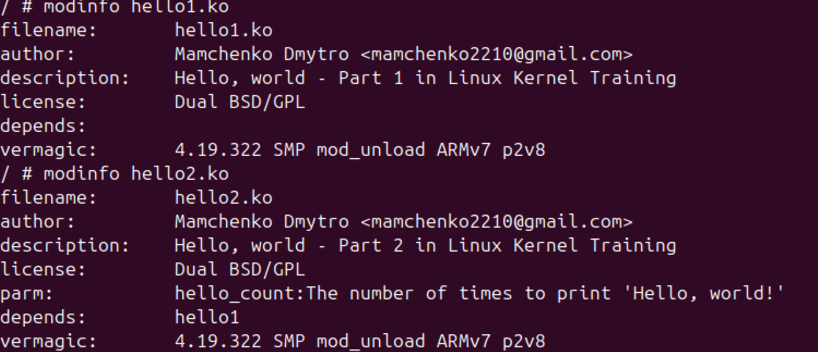 / # modinfo hello1.ko
filename:       hello1.ko
author:         Mamchenko Dmytro <mamchenko2210@gmail.com>
description:    Hello, world - Part 1 in Linux Kernel Training
license:        Dual BSD/GPL
depends:
vermagic:       4.19.322 SMP mod_unload ARMv7 p2v8
/ # modinfo hello2.ko
filename:       hello2.ko
author:         Mamchenko Dmytro <mamchenko2210@gmail.com>
description:    Hello, world - Part 2 in Linux Kernel Training
license:        Dual BSD/GPL
parm:           hello_count:The number of times to print 'Hello, world!'
depends:        hello1
vermagic:       4.19.322 SMP mod_unload ARMv7 p2v8